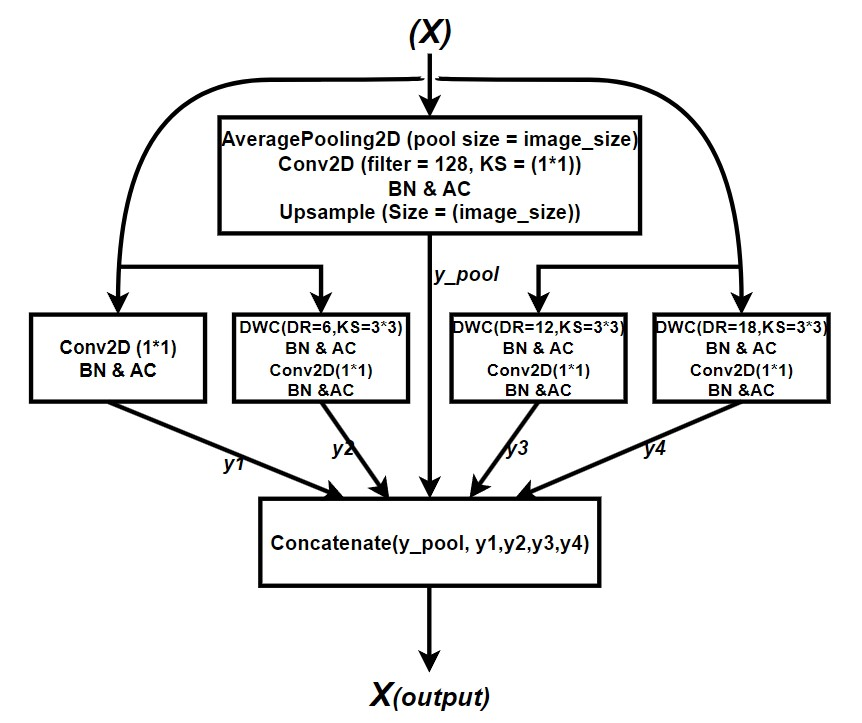 (X)
AveragePooling2D (pool size = image_size)
Conv2D (filter = 128, KS = (1*1))
BN & AC
Upsample (Size = (image_size))
y_pool
Conv2D (1*1)
BN & AC
DWC(DR=6,KS=3*3)
BN & AC
Conv2D(1*1)
BN &AC
DWC(DR=12,KS=3*3)
BN & AC
Conv2D(1*1)
BN &AC
DWC(DR=18,KS=3*3)
BN & AC
Conv2D(1*1)
BN &AC
y1
y2
y3
y4
Concatenate(y_pool, y1,y2,y3,y4)
X(output)